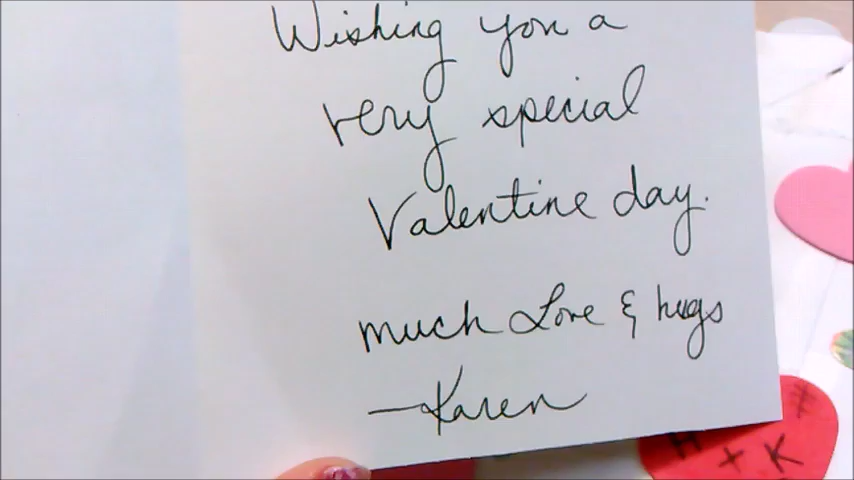 Wishing you a
very special
Valentine day.
much Love & hugs
—Karen
H + K
#